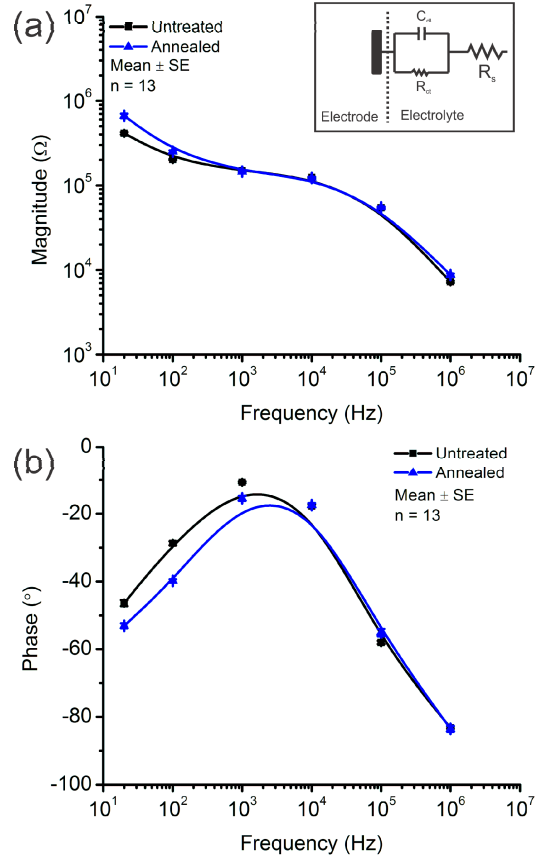 (a)
Untreated
Annealed
Mean ± SE
n = 13
R_ct
R_s
Electrode
Electrolyte
10^7
10^6
10^5
10^4
10^3
Magnitude (Ω)
10^1 10^2 10^3 10^4 10^5 10^6 10^7
Frequency (Hz)
(b)
Untreated
Annealed
Mean ± SE
n = 13
0
-20
-40
-60
-80
-100
Phase (°)
10^1 10^2 10^3 10^4 10^5 10^6 10^7
Frequency (Hz)